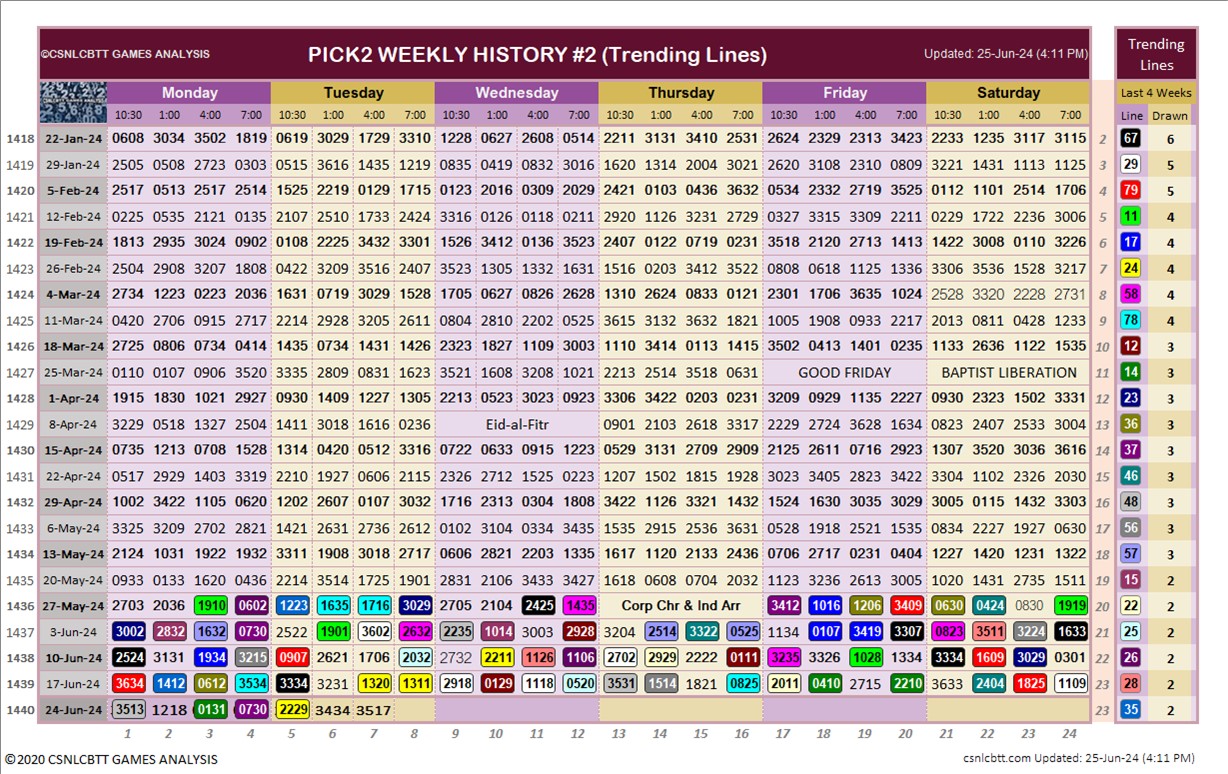 ©CSNLCBTT GAMES ANALYSIS PICK2 WEEKLY HISTORY #2 (Trending Lines) Updated: 25-Jun-24 (4:11 PM) Trending Lines
Monday Tuesday Wednesday Thursday Friday Saturday Last 4 Weeks
10:30 1:00 4:00 7:00 10:30 1:00 4:00 7:00 10:30 1:00 4:00 7:00 10:30 1:00 4:00 7:00 10:30 1:00 4:00 7:00 10:30 1:00 4:00 7:00 Line Drawn
1418 22-Jan-24 0608 3034 3502 1819 0619 3029 1729 3310 1228 0627 2608 0514 2211 3131 3410 2531 2624 2329 2313 3423 2233 1235 3117 3115 2 67 6
1419 29-Jan-24 2505 0508 2723 0303 0515 3616 1435 1219 0835 0419 0832 3016 1620 1314 2004 3021 2620 3108 2310 0809 3221 1431 1113 1125 3 29 5
1420 5-Feb-24 2517 0513 2517 2514 1525 2219 0129 1715 0123 2016 0309 2029 2421 0103 0436 3632 0534 2332 2719 3525 0112 1101 2514 1706 4 79 5
1421 12-Feb-24 0225 0535 2121 0135 2107 2510 1733 2424 3316 0126 0118 0211 2920 1126 3231 2729 0327 3315 3309 2211 0229 1722 2236 3006 5 11 4
1422 19-Feb-24 1813 2935 3024 0902 0108 2225 3432 3301 1526 3412 0136 3523 2407 0122 0719 0231 3518 2120 2713 1413 1422 3008 0110 3226 6 17 4
1423 26-Feb-24 2504 2908 3207 1808 0422 3209 3516 2407 3523 1305 1332 1631 1516 0203 3412 3522 0808 0618 1125 1336 3306 3536 1528 3217 7 24 4
1424 4-Mar-24 2734 1223 0223 2036 1631 0719 3029 1528 1705 0627 0826 2628 1310 2624 0833 0121 2301 1706 3535 1024 2528 3320 2228 2731 8 58 4
1425 11-Mar-24 0420 2706 0915 2717 2214 2928 3205 2611 0804 2810 2202 0525 3615 3132 3632 1821 1005 1908 0933 2217 2013 0811 0428 1233 9 78 4
1426 18-Mar-24 2725 0806 0734 0414 1435 0734 1431 1426 2323 1827 1109 3003 1110 3414 0113 1415 3502 0413 1401 0235 1133 2636 1122 1535 10 12 3
1427 25-Mar-24 0110 0107 0906 3520 3335 2809 0831 1623 3521 1608 3208 1021 2213 2514 3518 0631 GOOD FRIDAY BAPTIST LIBERATION 11 14 3
1428 1-Apr-24 1915 1830 1021 2927 0930 1409 1227 1305 2213 0523 3023 0923 3306 3422 0203 0231 3209 0929 1135 2227 0930 2323 1502 3331 12 23 3
1429 8-Apr-24 3229 0518 1327 2504 1411 3018 1616 0239 Eid-al-Fitr 0901 2103 2618 3317 2229 2724 3628 1634 0823 2407 2533 3004 13 36 3
1430 15-Apr-24 0735 1213 0708 1528 1314 0420 0512 3316 0722 0633 0915 1223 0529 3131 2709 2909 2125 2611 0716 2923 1307 3520 3036 3616 14 37 3
1431 22-Apr-24 0517 2929 1403 3319 2210 1927 0606 2113 2326 2711 1525 0223 1207 1502 1815 1928 3023 3405 2823 3422 3304 1102 2326 2030 15 46 3
1432 29-Apr-24 1002 3422 1105 0620 1202 2607 0107 3032 1716 2313 0304 1808 3422 1126 3321 1432 1524 1630 3035 3029 3005 0115 1432 3303 16 48 3
1433 6-May-24 3325 3209 2702 2821 1421 2631 2736 2612 0102 3104 0334 3435 1535 2915 2536 3631 0528 1918 2521 1535 0834 2227 1927 0630 17 56 3
1434 13-May-24 2124 1031 1922 1932 3311 1908 3018 2717 0606 2821 2203 1335 1617 1120 2133 2436 0706 2717 0231 0404 1227 1420 1231 1322 18 57 3
1435 20-May-24 0933 0133 1620 0436 2214 3514 1725 1901 2831 2106 3433 3427 1618 0608 0704 2032 1123 3236 2613 3005 1020 1431 2735 1511 19 15 2
1436 27-May-24 2703 2036 1910 0602 1223 1635 1716 3029 2705 2104 2425 1435 Corp Chr & Ind Arr 3412 1016 1206 3409 0630 0424 0830 1919 20 22 2
1437 3-Jun-24 3002 2832 1632 0730 2522 1901 3602 2632 2235 1014 3003 2928 3204 2514 3322 0525 1134 0107 3419 3307 0823 3511 3224 1633 21 25 2
1438 10-Jun-24 2524 3131 1934 3215 0907 2621 1706 2032 2732 2211 1126 1106 2702 2929 2222 0111 3235 3326 1028 1334 3334 1609 3029 0301 22 26 2
1439 17-Jun-24 3634 1412 0612 3534 3334 3231 1320 1311 2918 0129 1118 0520 3531 1514 1821 0825 2011 0410 2715 2210 3633 2404 1825 1109 23 28 2
1440 24-Jun-24 3513 1218 0131 0730 2229 3434 3517 23 35 2
1 2 3 4 5 6 7 8 9 10 11 12 13 14 15 16 17 18 19 20 21 22 23 24
©2020 CSNLCBTT GAMES ANALYSIS csnlcbtt.com Updated: 25-Jun-24 (4:11 PM)